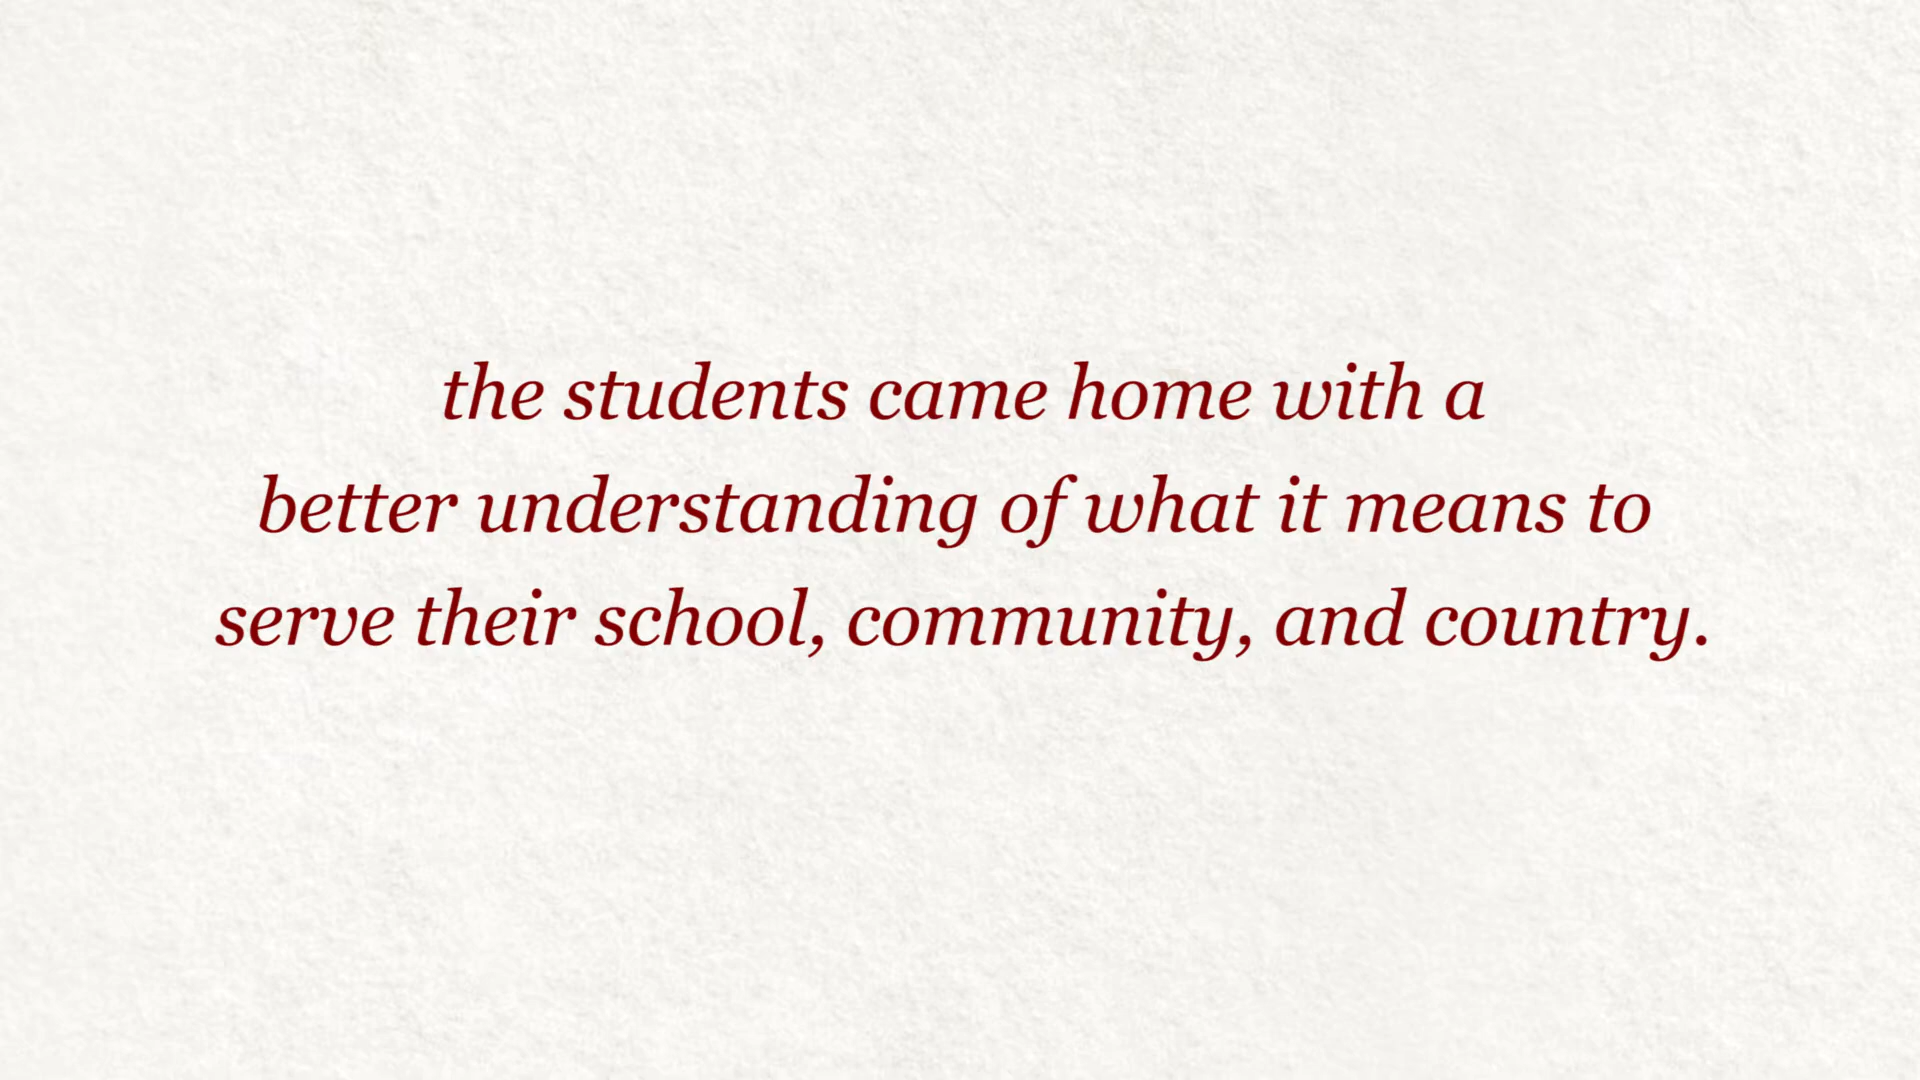 the students came home with a
better understanding of what it means to
serve their school, community, and country.